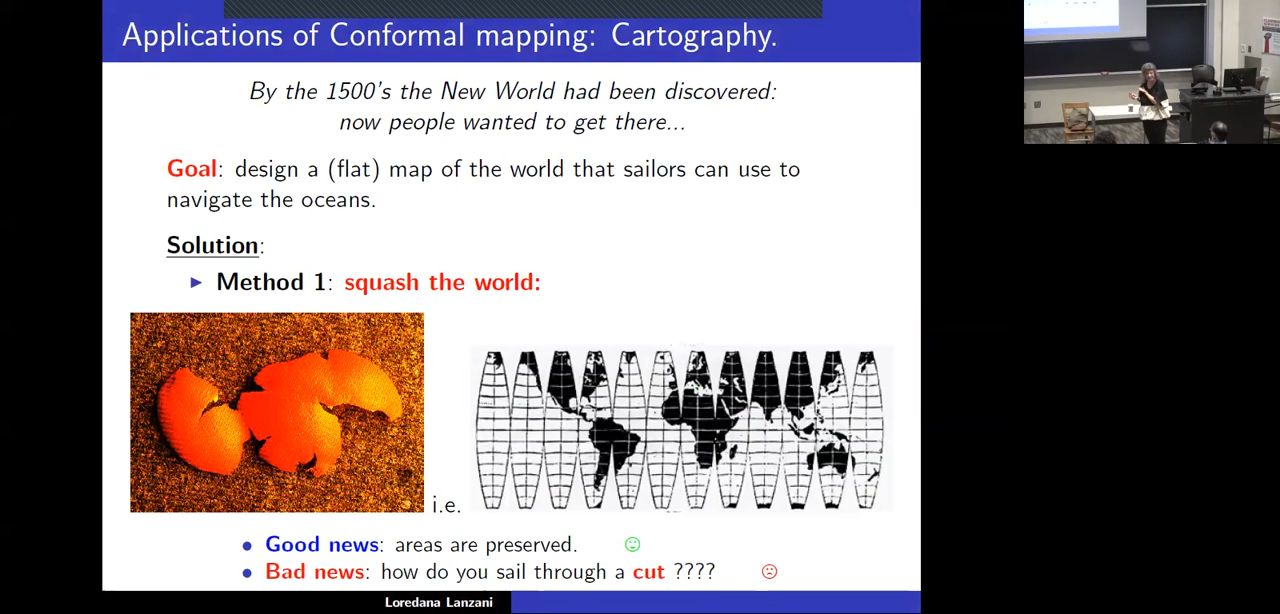 Applications of Conformal mapping: Cartography.
By the 1500's the New World had been discovered:
now people wanted to get there...
Goal: design a (flat) map of the world that sailors can use to
navigate the oceans.
Solution:
▶ Method 1: squash the world:
i.e.
• Good news: areas are preserved. ☺
• Bad news: how do you sail through a cut ???? ☹
Loredana Lanzani